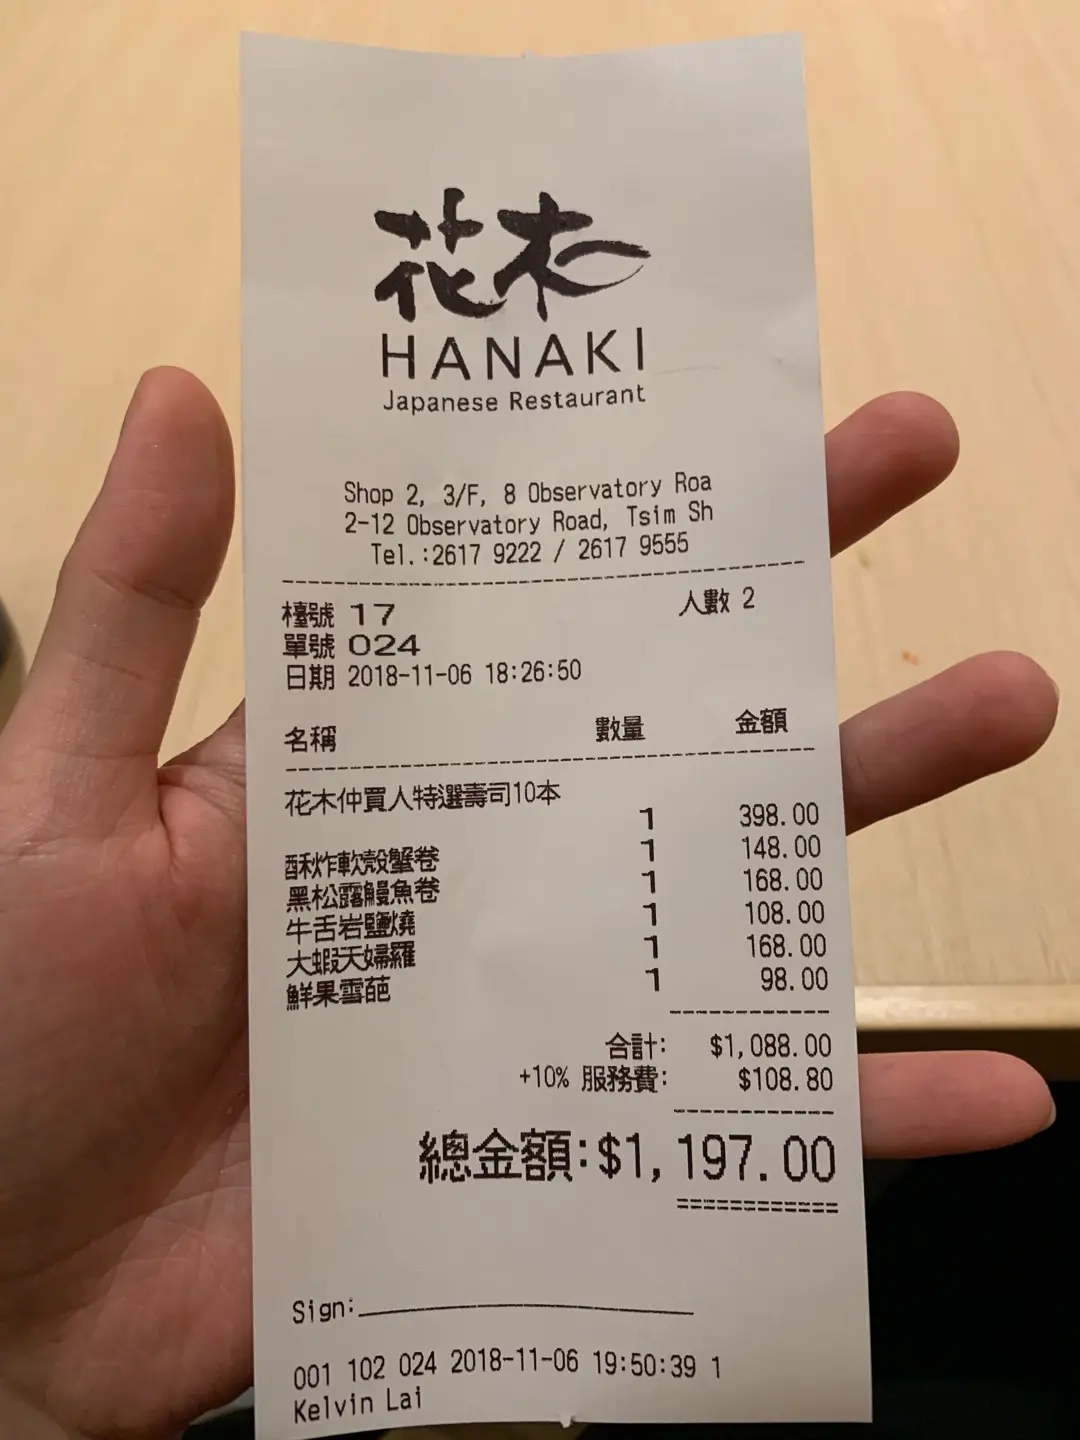 花木
HANAKI
Japanese Restaurant
Shop 2, 3/F, 8 Observatory Roa
2-12 Observatory Road, Tsim Sh
Tel.:2617 9222 / 2617 9555
檯號 17 人數 2
單號 024
日期 2018-11-06 18:26:50
名稱 數量 金額
花木仲買人特選壽司10本
1 398.00
酥炸軟殼蟹卷 1 148.00
黑松露鰻魚卷 1 168.00
牛舌岩鹽燒 1 108.00
大蝦天婦羅 1 168.00
鮮果雪葩 1 98.00
合計: $1,088.00
+10% 服務費: $108.80
總金額:$1,197.00
Sign:
001 102 024 2018-11-06 19:50:39 1
Kelvin Lai